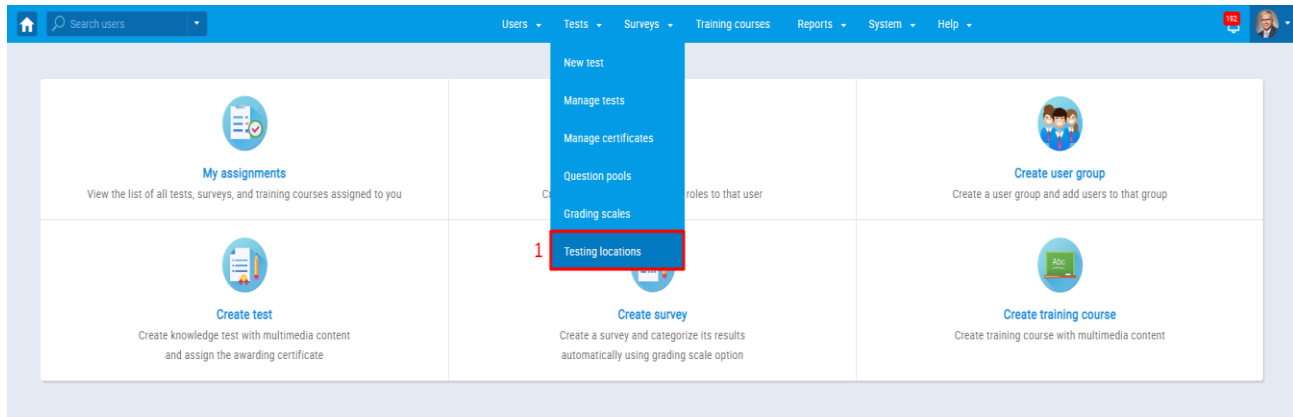 Search users
Users Tests Surveys Training courses Reports System Help
192
New test
Manage tests
Manage certificates
Question pools
Grading scales
1 Testing locations
My assignments
View the list of all tests, surveys, and training courses assigned to you
roles to that user
Create user group
Create a user group and add users to that group
Create test
Create knowledge test with multimedia content
and assign the awarding certificate
Create survey
Create a survey and categorize its results
automatically using grading scale option
Abc
Create training course
Create training course with multimedia content